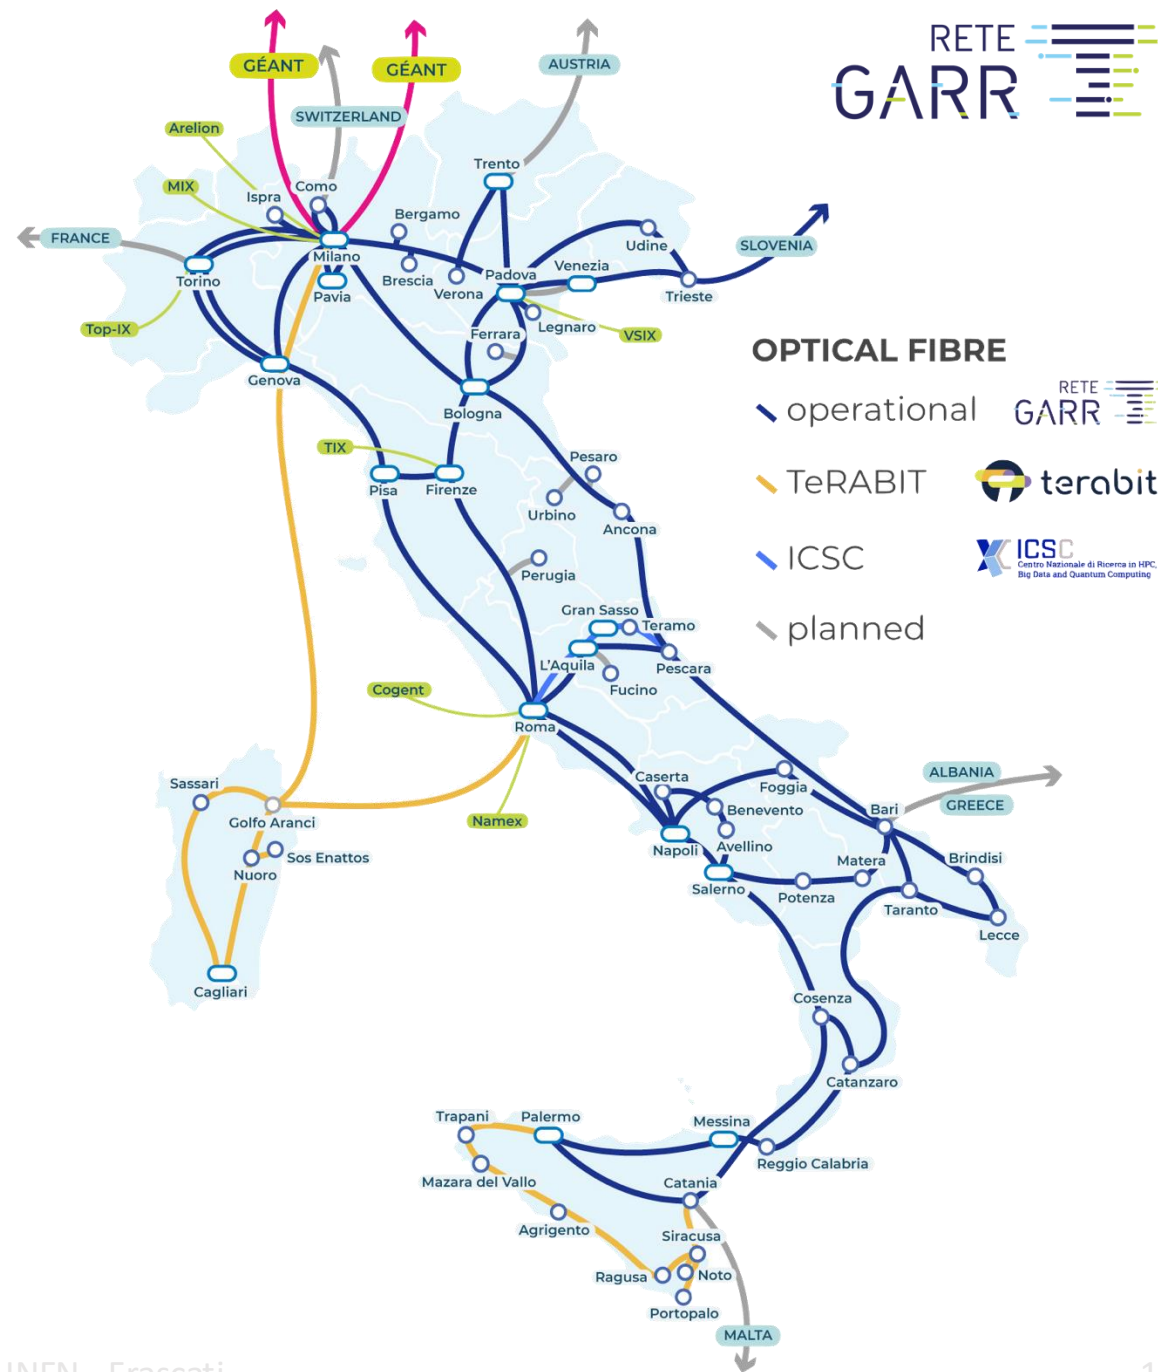 GÉANT
GÉANT
AUSTRIA
SWITZERLAND
RETE
GARR
Arelion
MIX
Como
Ispra
Trento
Bergamo
FRANCE
Milano
Udine
SLOVENIA
Torino
Pavia
Brescia
Verona
Padova
Venezia
Trieste
Top-IX
Ferrara
Legnaro
VSIX
Genova
Bologna
OPTICAL FIBRE
operational
RETE
GARR
TIX
Pisa
Firenze
Pesaro
Urbino
Ancona
TeRABIT
terabit
Perugia
ICSC
ICSC
Centro Nazionale di Ricerca in HPC,
Big Data and Quantum Computing
Gran Sasso
Teramo
planned
L'Aquila
Pescara
Fucino
Cogent
Roma
Sassari
Caserta
Foggia
ALBANIA
GREECE
Golfo Aranci
Namex
Benevento
Bari
Napoli
Avellino
Sos Enattos
Nuoro
Matera
Brindisi
Salerno
Potenza
Taranto
Lecce
Cagliari
Cosenza
Catanzaro
Trapani
Palermo
Messina
Reggio Calabria
Mazara del Vallo
Catania
Agrigento
Siracusa
Ragusa
Noto
Portopalo
MALTA
INFN - Frascati
1